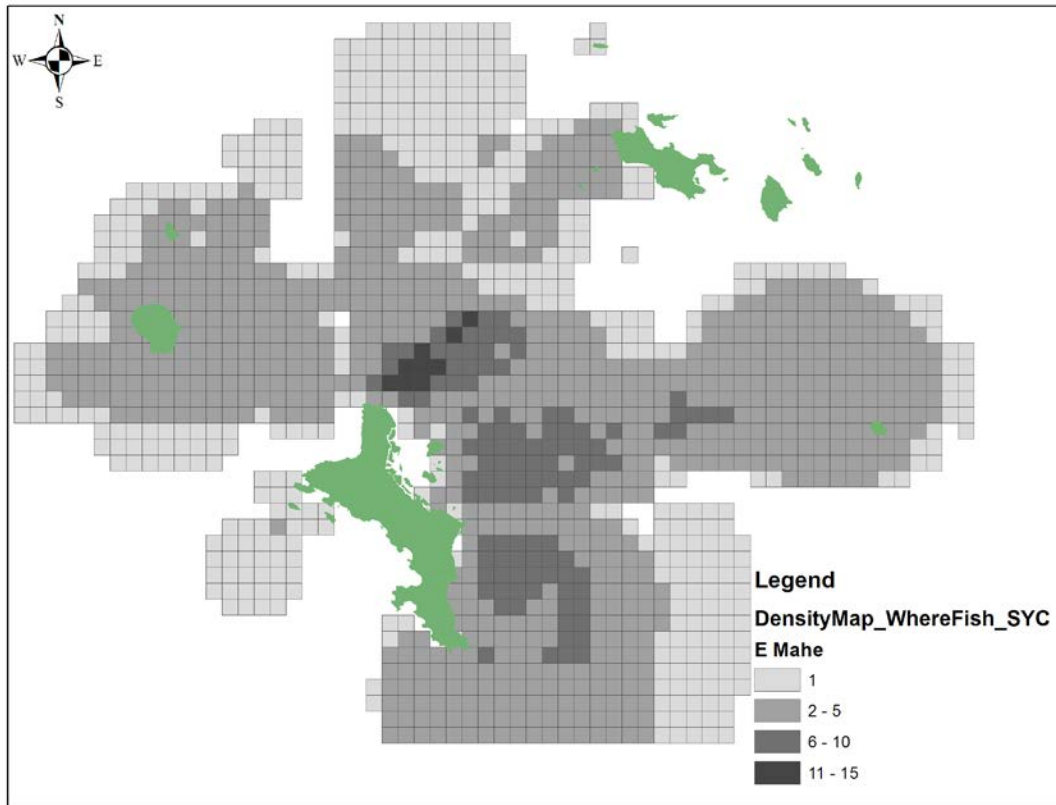 N
W E
S
Legend
DensityMap_WhereFish_SYC
E Mahe
1
2 - 5
6 - 10
11 - 15